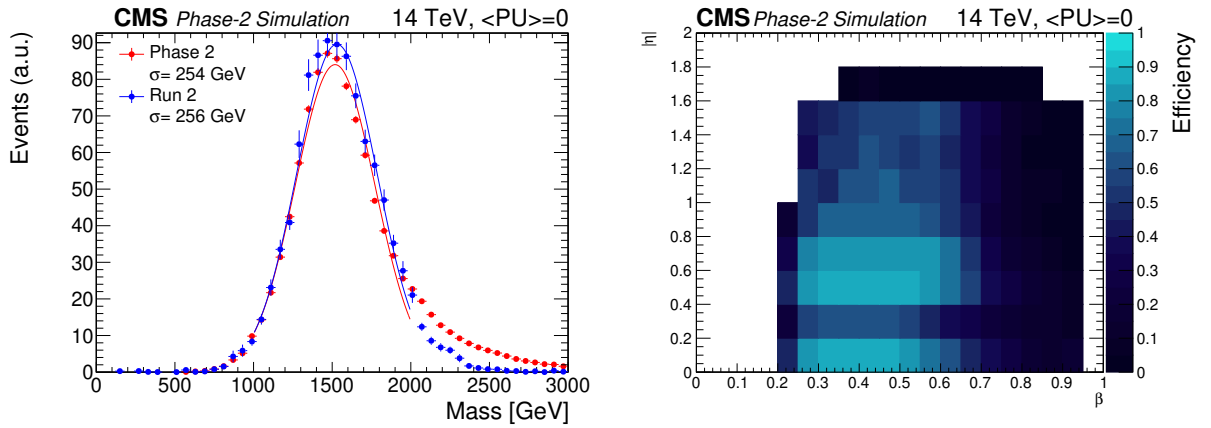 CMS Phase-2 Simulation 14 TeV, <PU>=0
Events (a.u.)
90
80
70
60
50
40
30
20
10
0
Phase 2
σ= 254 GeV
Run 2
σ= 256 GeV
0 500 1000 1500 2000 2500 3000
Mass [GeV]
CMS Phase-2 Simulation 14 TeV, <PU>=0
|η|
2
1.8
1.6
1.4
1.2
1
0.8
0.6
0.4
0.2
0
0 0.1 0.2 0.3 0.4 0.5 0.6 0.7 0.8 0.9 1
β
1
0.9
0.8
0.7
0.6
0.5
0.4
0.3
0.2
0.1
0
Efficiency